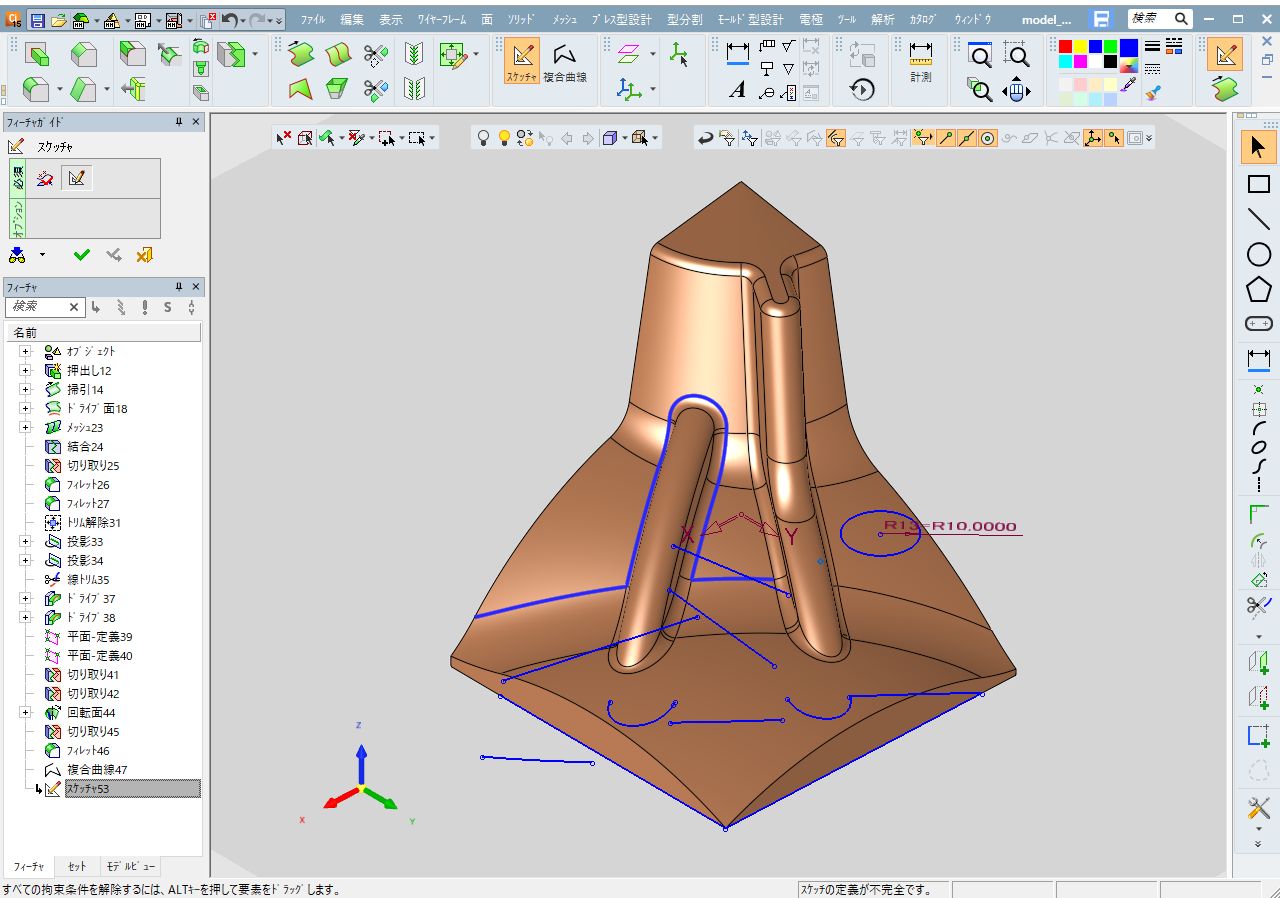 15
ﾌｧｲﾙ 編集 表示 ﾜｲﾔｰﾌﾚｰﾑ 面 ｿﾘｯﾄﾞ ﾒｯｼｭ ﾌﾟﾚｽ型設計 型分割 ﾓｰﾙﾄﾞ型設計 電極 ﾂｰﾙ 解析 ｶﾀﾛｸﾞ ｳｨﾝﾄﾞｳ model_... 検索
ｽｹｯﾁｬ 複合曲線 計測
ﾌｨｰﾁｬｶﾞｲﾄﾞ
ｽｹｯﾁｬ
必須
ｵﾌﾟｼｮﾝ
ﾌｨｰﾁｬ
検索
S
名前
ｵﾌﾞｼﾞｪｸﾄ
押出し12
掃引14
ﾄﾞﾗｲﾌﾞ面18
ﾒｯｼｭ23
結合24
切り取り25
ﾌｨﾚｯﾄ26
ﾌｨﾚｯﾄ27
ﾄﾘﾑ解除31
投影33
投影34
線ﾄﾘﾑ35
ﾄﾞﾗｲﾌﾞ37
ﾄﾞﾗｲﾌﾞ38
平面-定義39
平面-定義40
切り取り41
切り取り42
回転面44
切り取り45
ﾌｨﾚｯﾄ46
複合曲線47
ｽｹｯﾁｬ53
R13=R10.0000
X Y
Z
X
Y
ﾌｨｰﾁｬ ｾｯﾄ ﾓﾃﾞﾙﾋﾞｭｰ
すべての拘束条件を解除するには、ALTｷｰを押して要素をﾄﾞﾗｯｸﾞします。
ｽｹｯﾁの定義が不完全です。